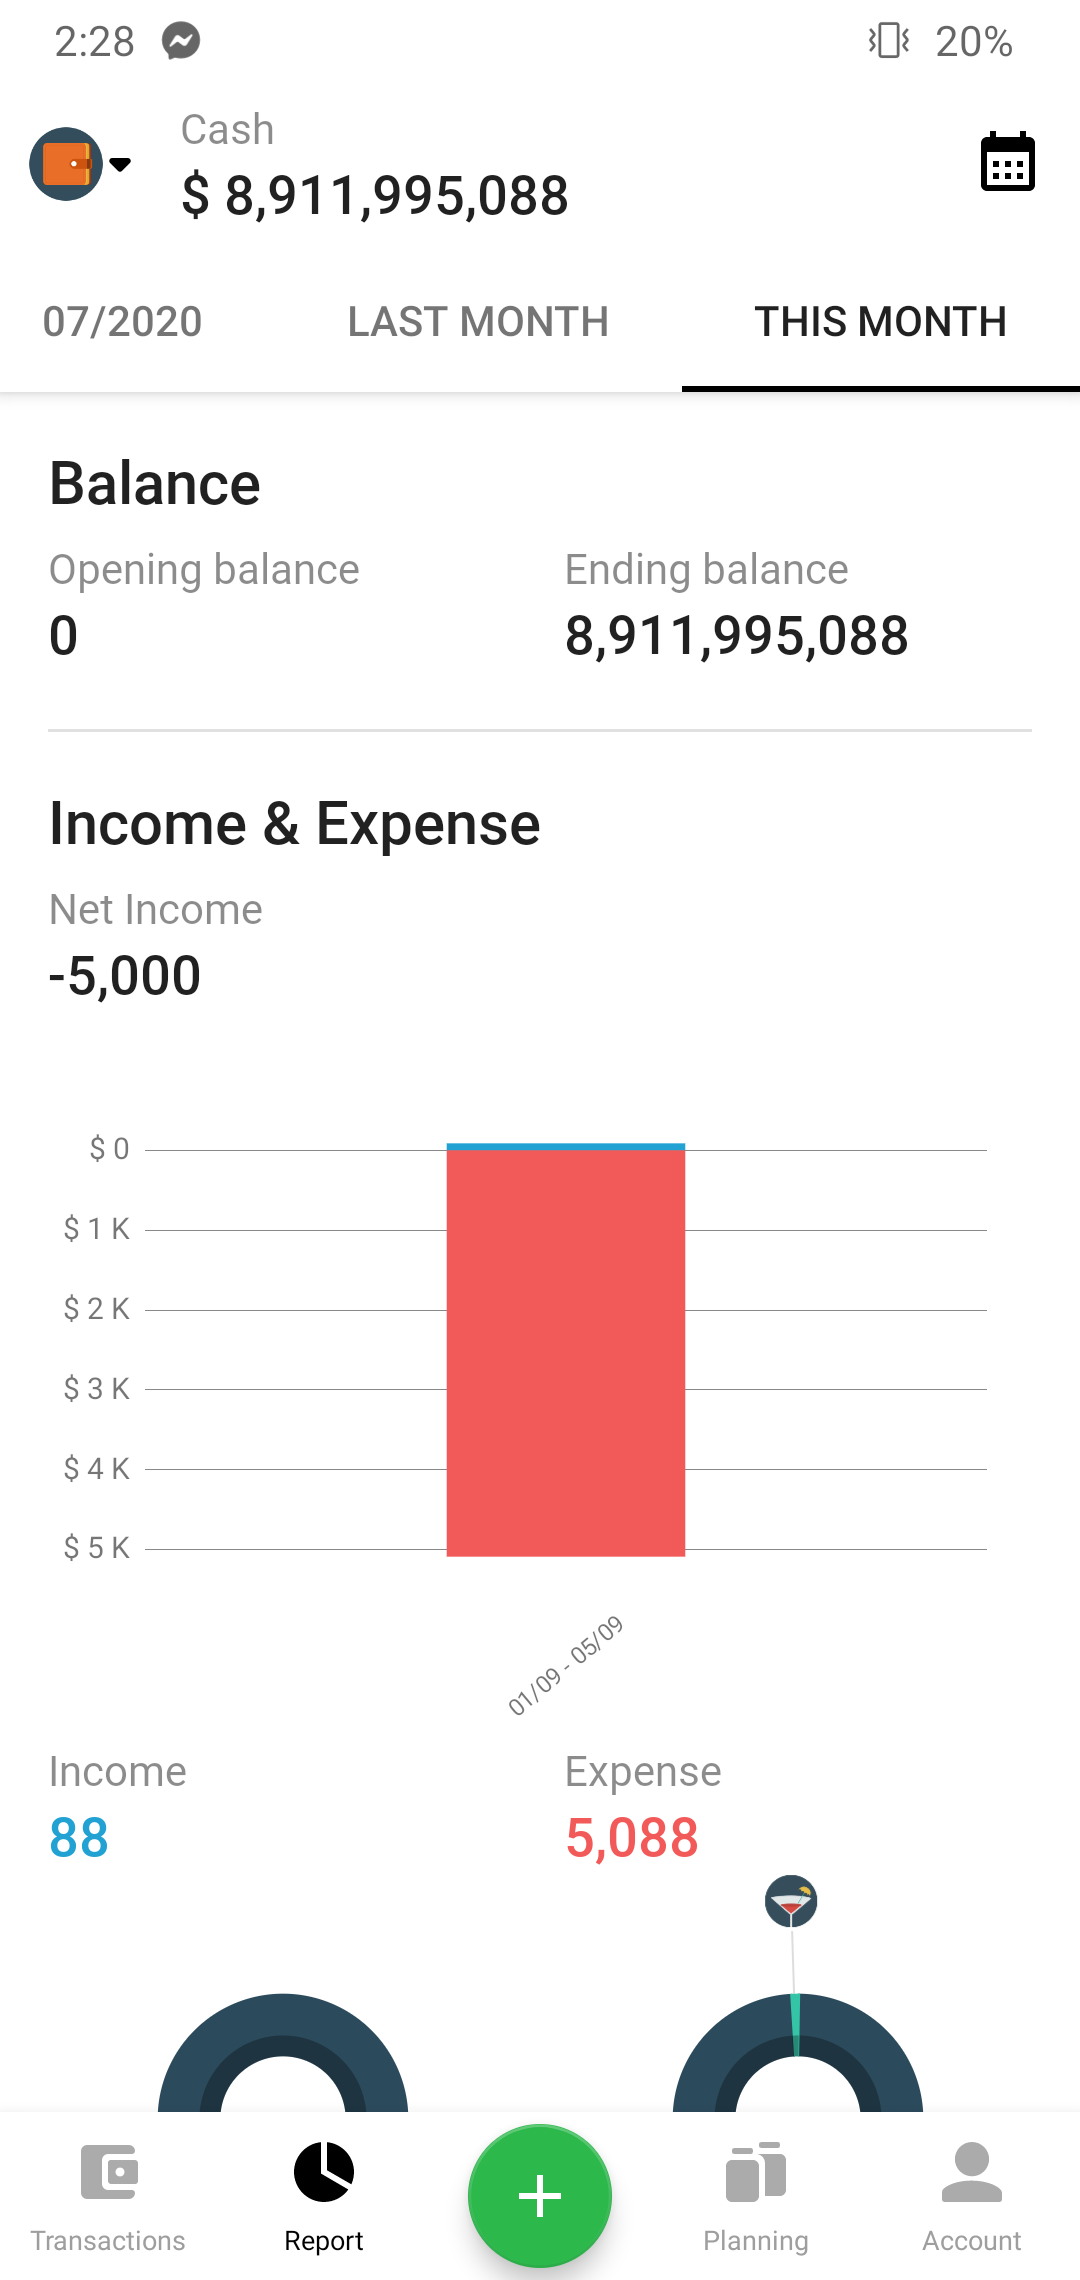 2:28
20%
Cash
$ 8,911,995,088
07/2020
LAST MONTH
THIS MONTH
Balance
Opening balance
Ending balance
0
8,911,995,088
Income & Expense
Net Income
-5,000
$ 0
$ 1 K
$ 2 K
$ 3 K
$ 4 K
$ 5 K
01/09 - 05/09
Income
Expense
88
5,088
Transactions
Report
Planning
Account